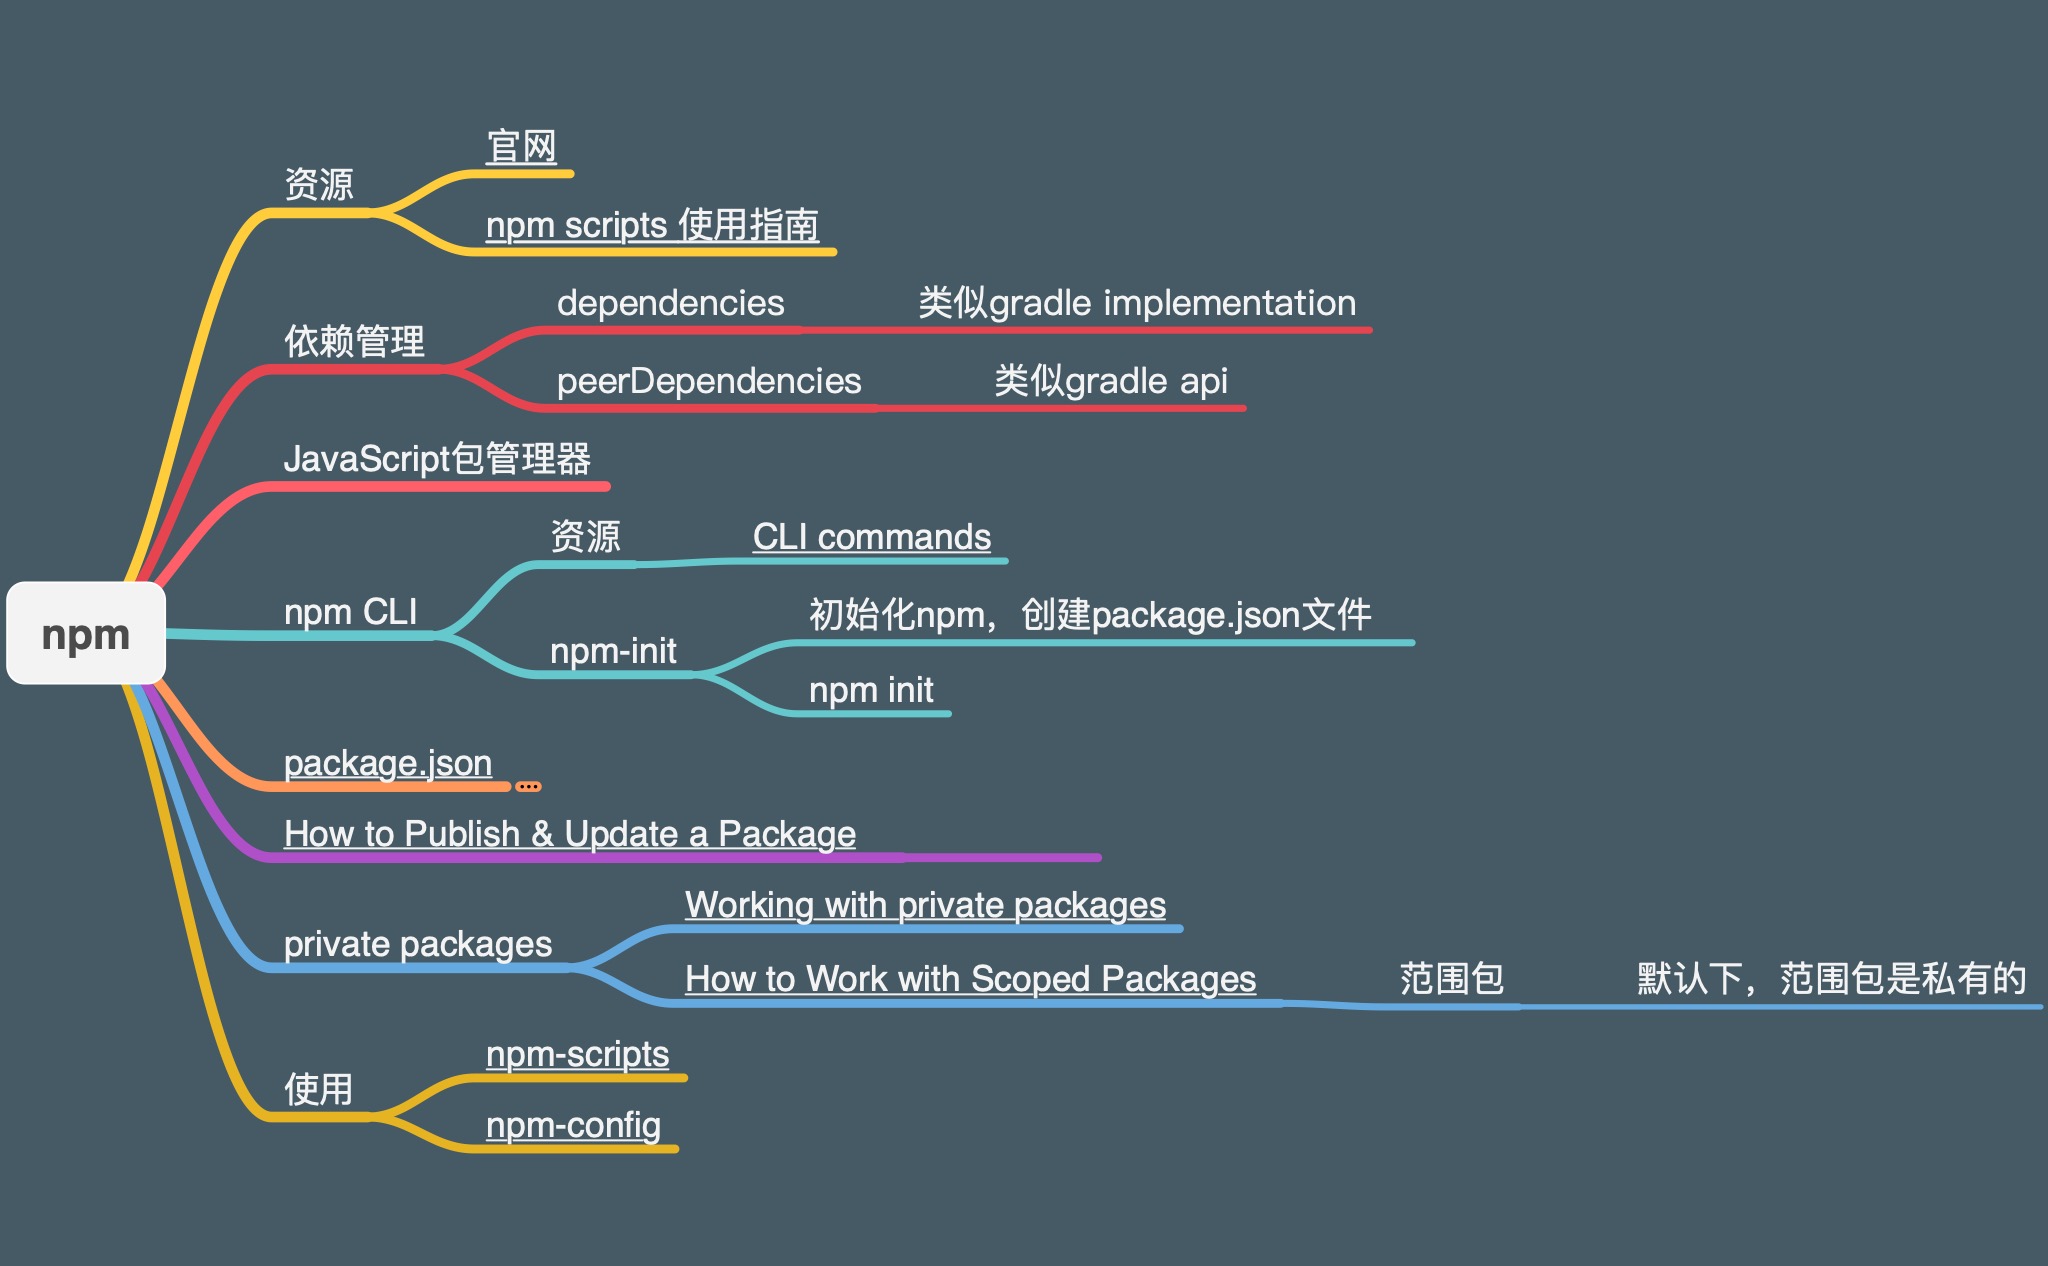 npm
资源
官网
npm scripts 使用指南
依赖管理
dependencies
类似gradle implementation
peerDependencies
类似gradle api
JavaScript包管理器
npm CLI
资源
CLI commands
npm-init
初始化npm，创建package.json文件
npm init
package.json
How to Publish & Update a Package
private packages
Working with private packages
How to Work with Scoped Packages
范围包
默认下，范围包是私有的
使用
npm-scripts
npm-config